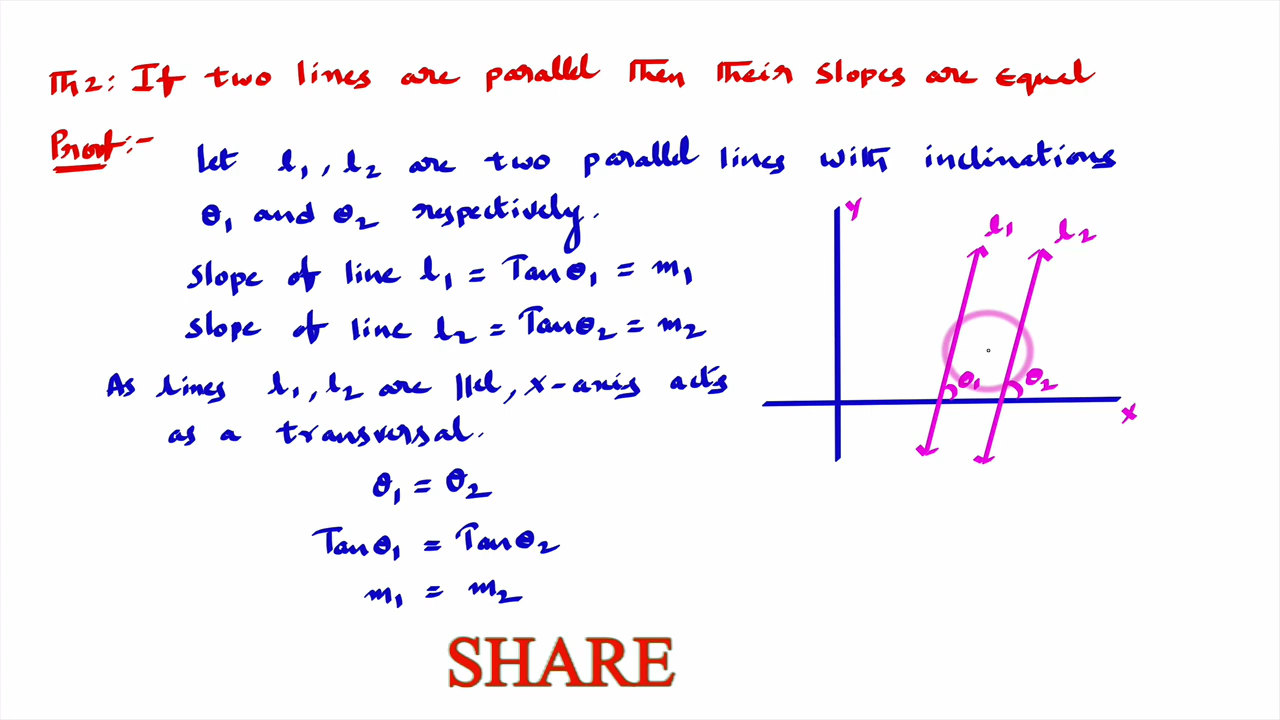 Th2: If two lines are parallel Then Their slopes are Equal
Proof:-
Let l₁, l₂ are two parallel lines with inclinations
θ₁ and θ₂ respectively.
Slope of line l₁ = Tanθ₁ = m₁
Slope of line l₂ = Tanθ₂ = m₂
As lines l₁, l₂ are ||el, x-axis acts
as a transversal.
θ₁ = θ₂
Tanθ₁ = Tanθ₂
m₁ = m₂
Y
l₁
l₂
θ₁
θ₂
X
SHARE